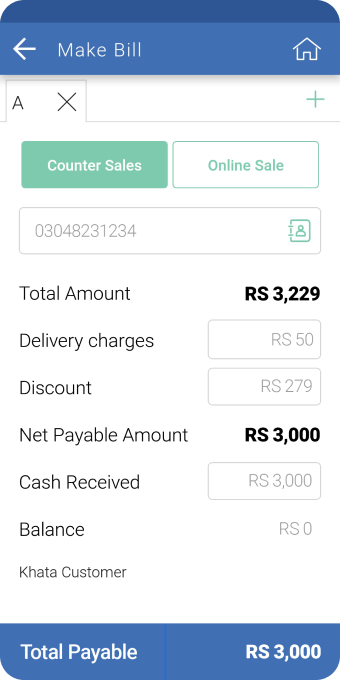 Make Bill
A
Counter Sales Online Sale
03048231234
Total Amount RS 3,229
Delivery charges RS 50
Discount RS 279
Net Payable Amount RS 3,000
Cash Received RS 3,000
Balance RS 0
Khata Customer
Total Payable RS 3,000